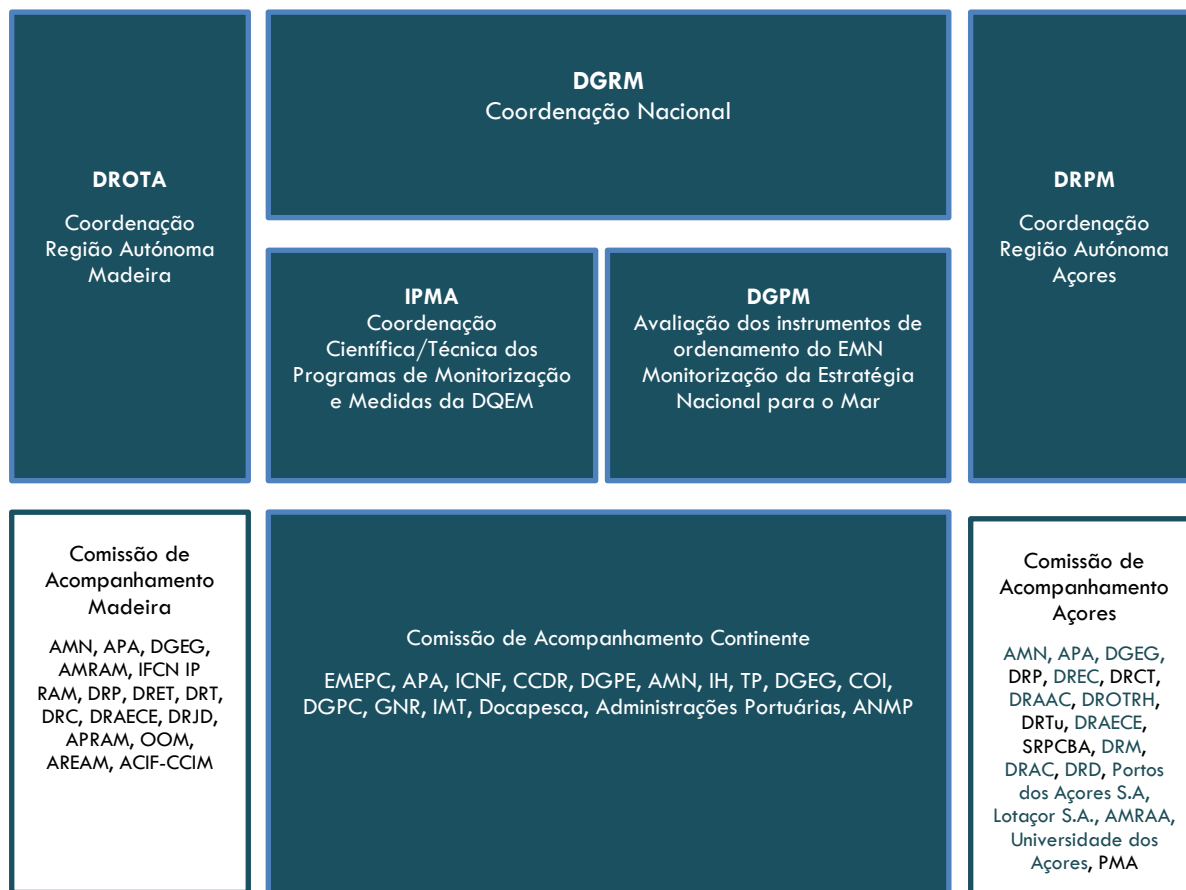 DGRM
Coordenação Nacional
DROTA
Coordenação
Região Autónoma
Madeira
DRPM
Coordenação
Região Autónoma
Açores
IPMA
Coordenação
Científica/Técnica dos
Programas de Monitorização
e Medidas da DQEM
DGPM
Avaliação dos instrumentos de
ordenamento do EMN
Monitorização da Estratégia
Nacional para o Mar
Comissão de
Acompanhamento
Madeira
AMN, APA, DGEG,
AMRAM, IFCN IP
RAM, DRP, DRET, DRT,
DRC, DRAECE, DRJD,
APRAM, OOM,
AREAM, ACIF-CCIM
Comissão de Acompanhamento Continente
EMEPC, APA, ICNF, CCDR, DGPE, AMN, IH, TP, DGEG, COI,
DGPC, GNR, IMT, Docapesca, Administrações Portuárias, ANMP
Comissão de
Acompanhamento
Açores
AMN, APA, DGEG,
DRP, DREC, DRCT,
DRAAC, DROTRH,
DRTu, DRAECE,
SRPCBA, DRM,
DRAC, DRD, Portos
dos Açores S.A,
Lotaçor S.A., AMRAA,
Universidade dos
Açores, PMA